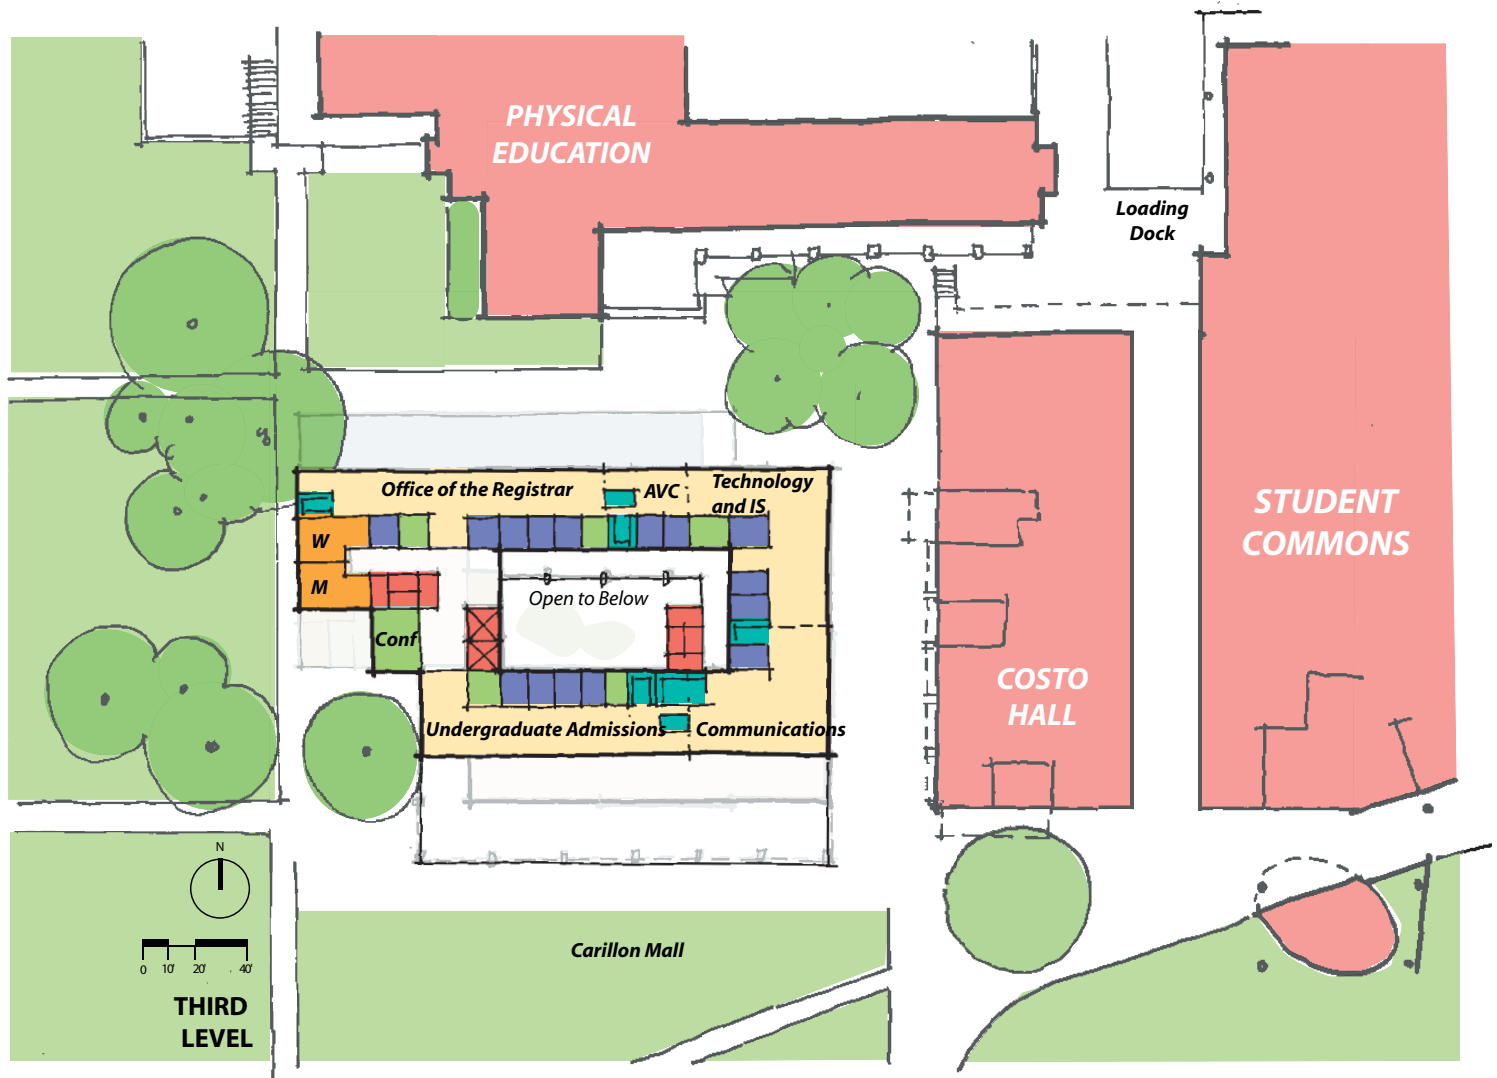 PHYSICAL
EDUCATION
Loading
Dock
Office of the Registrar
AVC
Technology
and IS
STUDENT
COMMONS
W
M
Open to Below
Conf
COSTO
HALL
Undergraduate Admissions
Communications
N
0 10' 20' 40'
Carillon Mall
THIRD
LEVEL